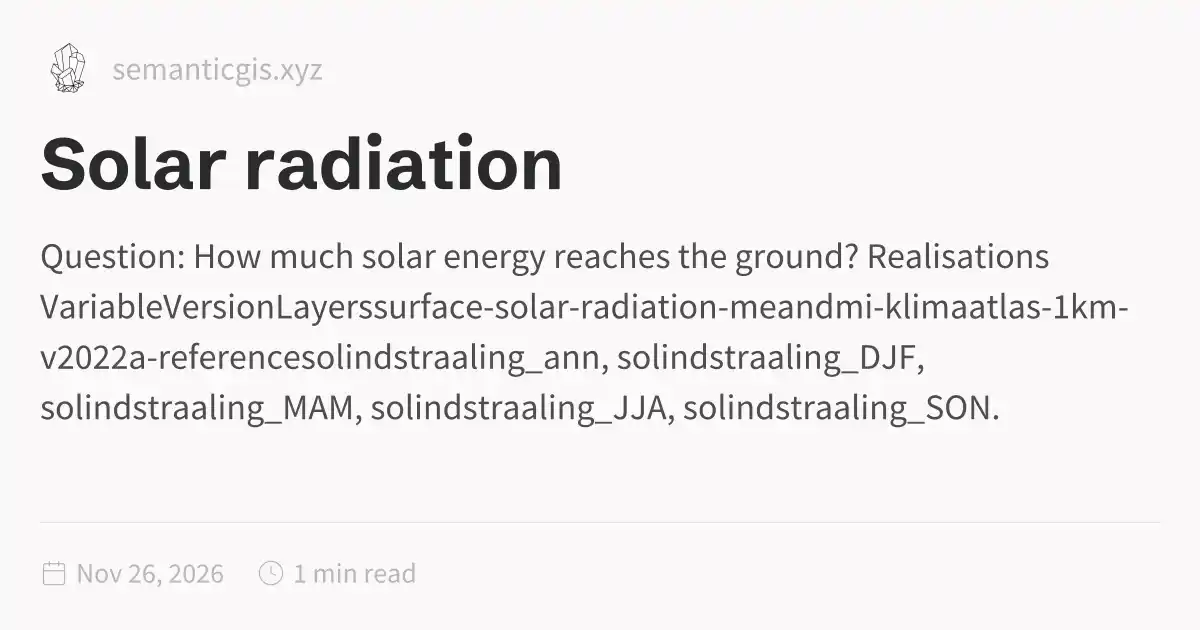 semanticgis.xyz
Solar radiation
Question: How much solar energy reaches the ground? Realisations
VariableVersionLayerssurface-solar-radiation-meandmi-klimaatlas-1km-
v2022a-referencesolindstraaling_ann, solindstraaling_DJF,
solindstraaling_MAM, solindstraaling_JJA, solindstraaling_SON.
Nov 26, 2026 1 min read